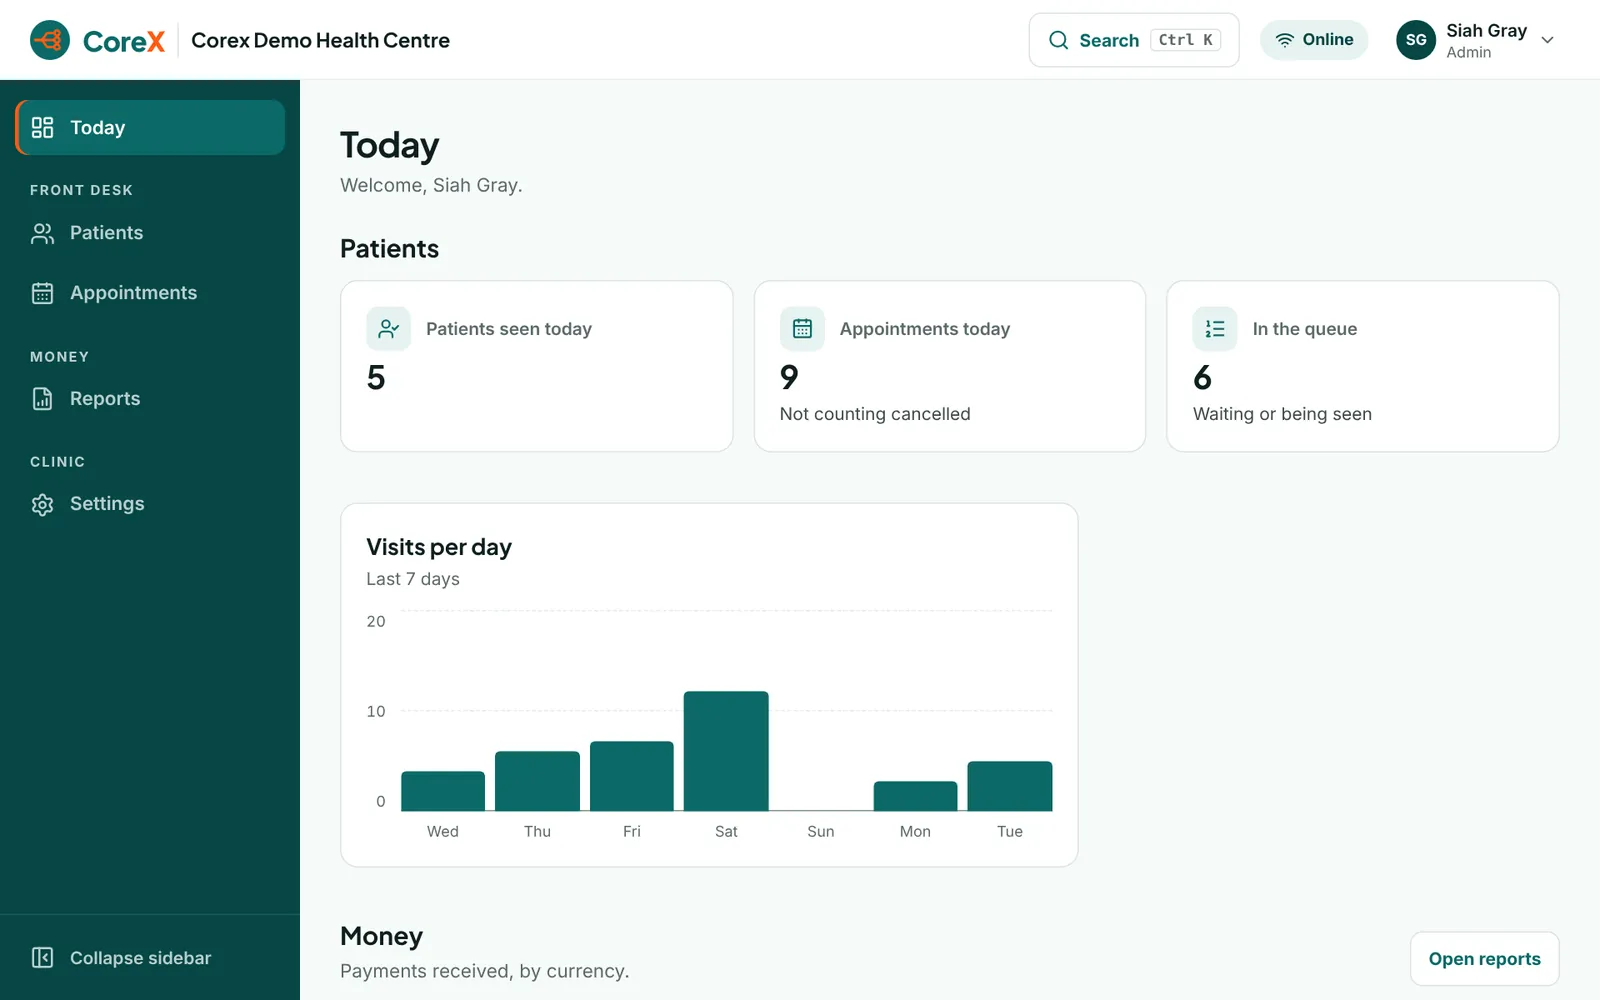 CoreX
Corex Demo Health Centre
Search Ctrl K
Online
SG
Siah Gray
Admin
Today
FRONT DESK
Patients
Appointments
MONEY
Reports
CLINIC
Settings
Collapse sidebar
Today
Welcome, Siah Gray.
Patients
Patients seen today
5
Appointments today
9
Not counting cancelled
In the queue
6
Waiting or being seen
Visits per day
Last 7 days
20
10
0
Wed Thu Fri Sat Sun Mon Tue
Money
Payments received, by currency.
Open reports